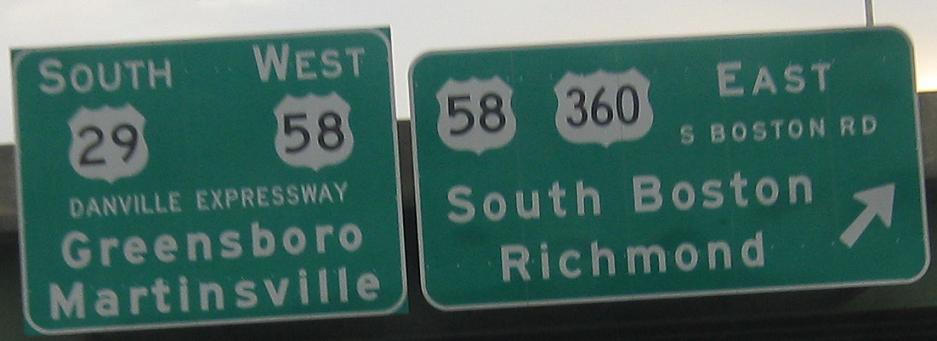 SOUTH WEST
29 58
DANVILLE EXPRESSWAY
Greensboro
Martinsville
58 360 EAST
S BOSTON RD
South Boston
Richmond